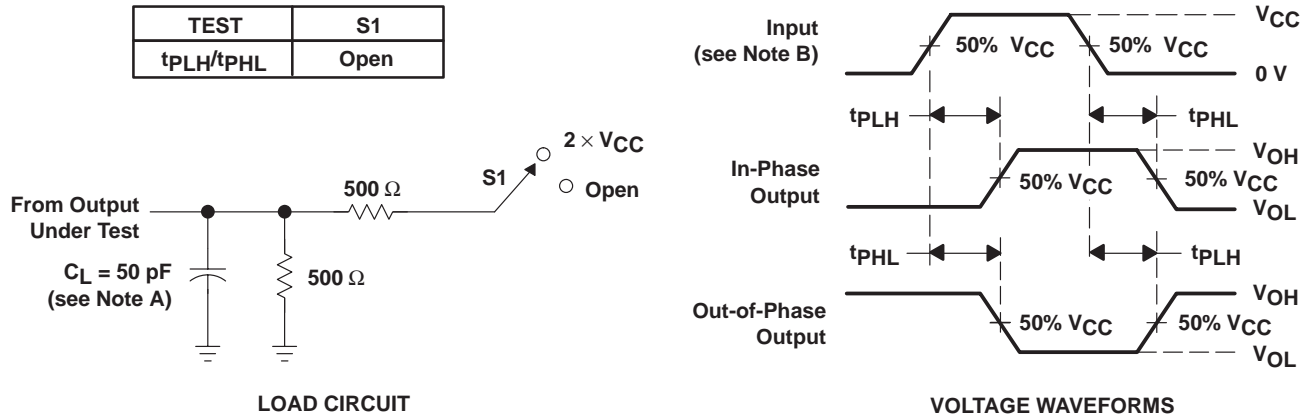 TEST S1
tPLH/tPHL Open
2 × VCC
S1
Open
500 Ω
From Output
Under Test
CL = 50 pF
(see Note A)
500 Ω
LOAD CIRCUIT
Input
(see Note B)
VCC
50% VCC
50% VCC
0 V
tPLH
tPHL
In-Phase
Output
VOH
50% VCC
50% VCC
VOL
tPHL
tPLH
Out-of-Phase
Output
VOH
50% VCC
50% VCC
VOL
VOLTAGE WAVEFORMS